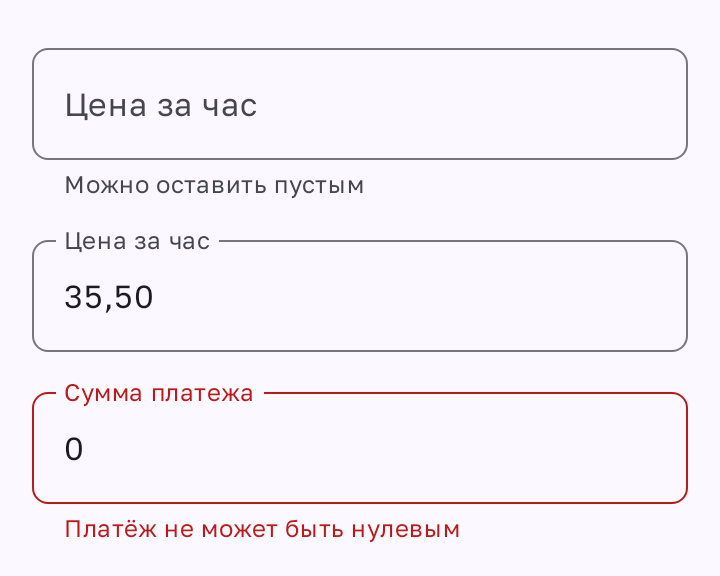 Цена за час
Можно оставить пустым
Цена за час
35,50
Сумма платежа
0
Платёж не может быть нулевым